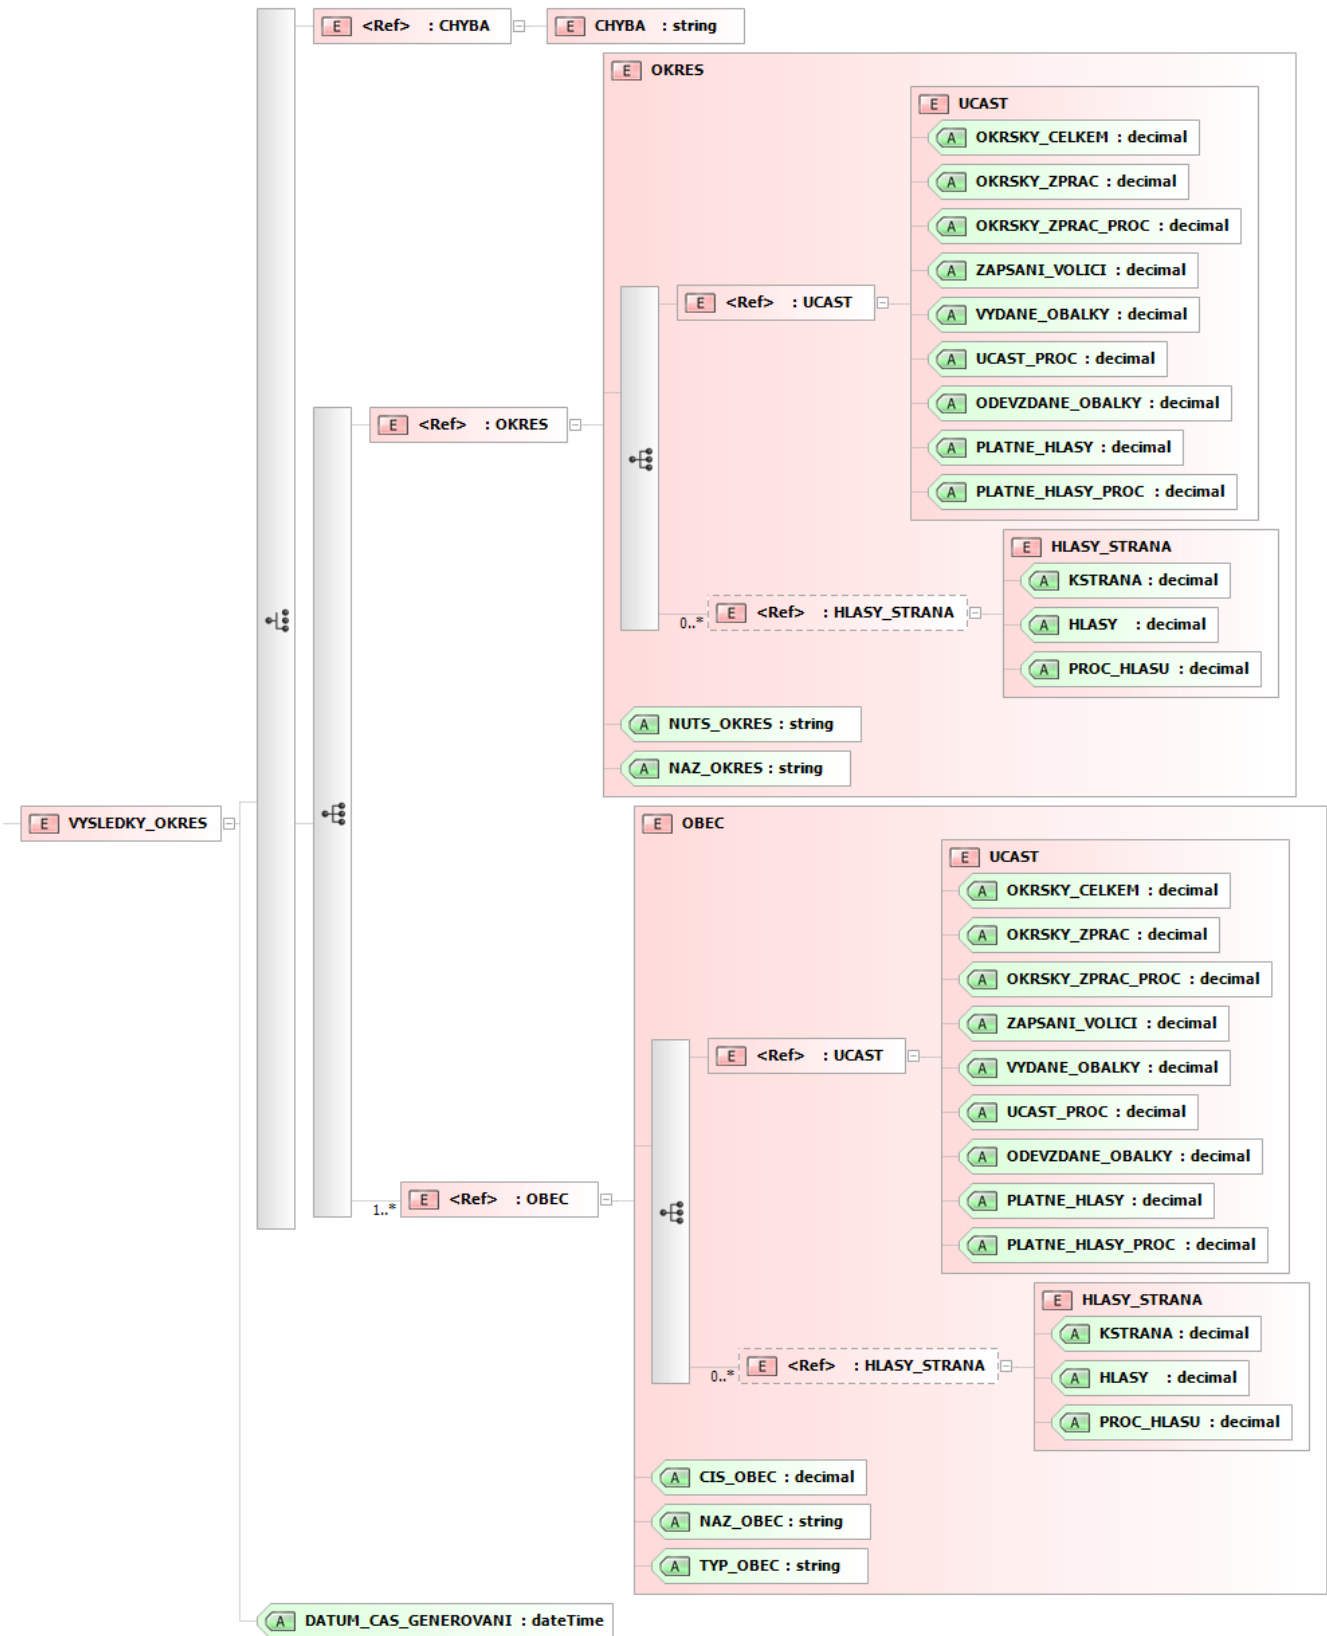 E <Ref> : CHYBA
E CHYBA : string
E OKRES
E UCAST
A OKRSKY_CELKEM : decimal
A OKRSKY_ZPRAC : decimal
A OKRSKY_ZPRAC_PROC : decimal
A ZAPSANI_VOLICI : decimal
E <Ref> : UCAST
A VYDANE_OBALKY : decimal
A UCAST_PROC : decimal
A ODEVZDANE_OBALKY : decimal
E <Ref> : OKRES
A PLATNE_HLASY : decimal
A PLATNE_HLASY_PROC : decimal
E HLASY_STRANA
A KSTRANA : decimal
0..* E <Ref> : HLASY_STRANA
A HLASY : decimal
A PROC_HLASU : decimal
A NUTS_OKRES : string
A NAZ_OKRES : string
E VYSLEDKY_OKRES
E OBEC
E UCAST
A OKRSKY_CELKEM : decimal
A OKRSKY_ZPRAC : decimal
A OKRSKY_ZPRAC_PROC : decimal
A ZAPSANI_VOLICI : decimal
E <Ref> : UCAST
A VYDANE_OBALKY : decimal
A UCAST_PROC : decimal
A ODEVZDANE_OBALKY : decimal
1..* E <Ref> : OBEC
A PLATNE_HLASY : decimal
A PLATNE_HLASY_PROC : decimal
E HLASY_STRANA
A KSTRANA : decimal
0..* E <Ref> : HLASY_STRANA
A HLASY : decimal
A PROC_HLASU : decimal
A CIS_OBEC : decimal
A NAZ_OBEC : string
A TYP_OBEC : string
A DATUM_CAS_GENEROVANI : dateTime